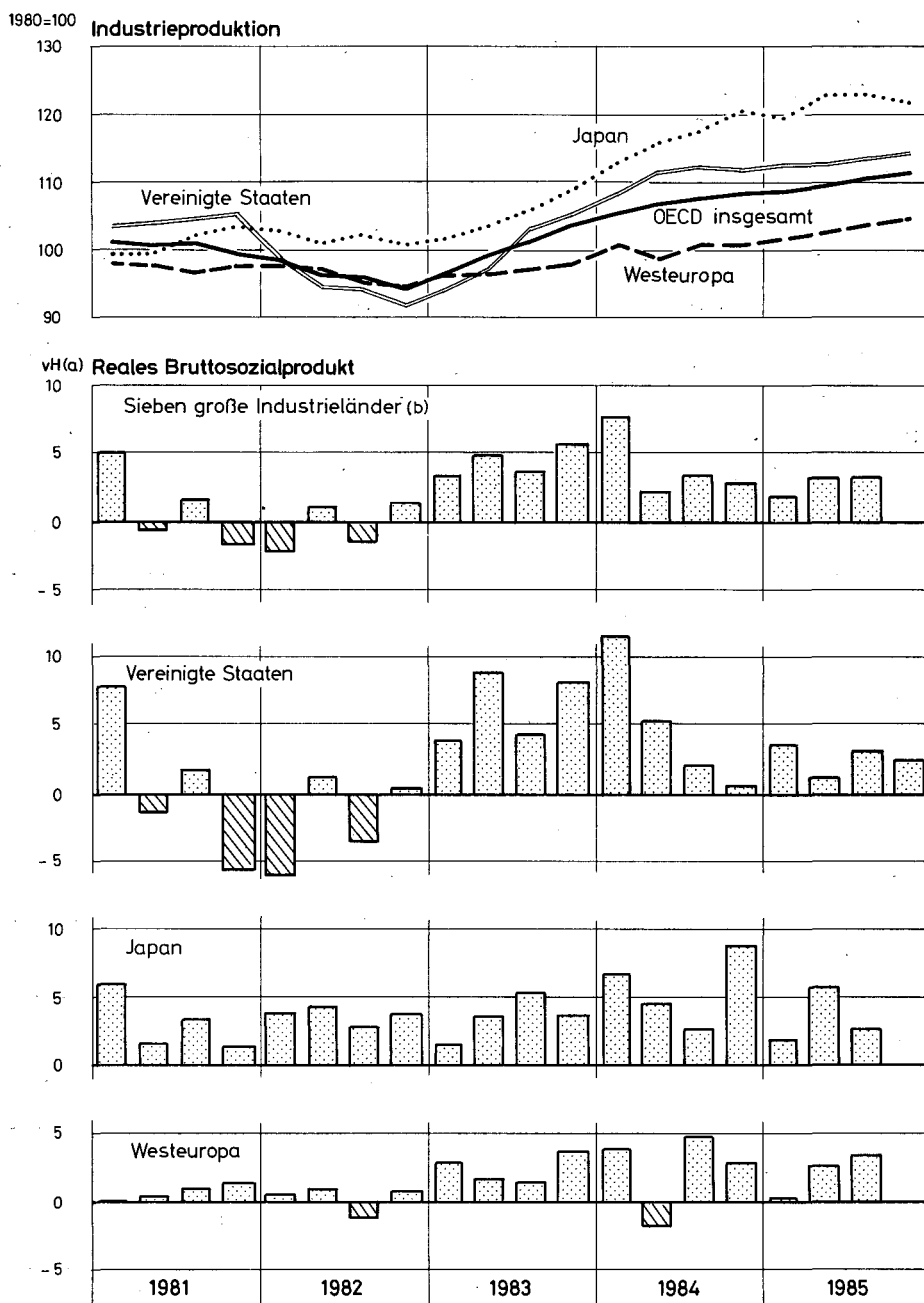 1980=100
Industrieproduktion
130
120
110
100
90
Japan
Vereinigte Staaten
OECD insgesamt
Westeuropa
vH(a) Reales Bruttosozialprodukt
10
5
0
-5
Sieben große Industrieländer (b)
10
5
0
-5
Vereinigte Staaten
10
5
0
Japan
5
0
-5
Westeuropa
1981 1982 1983 1984 1985